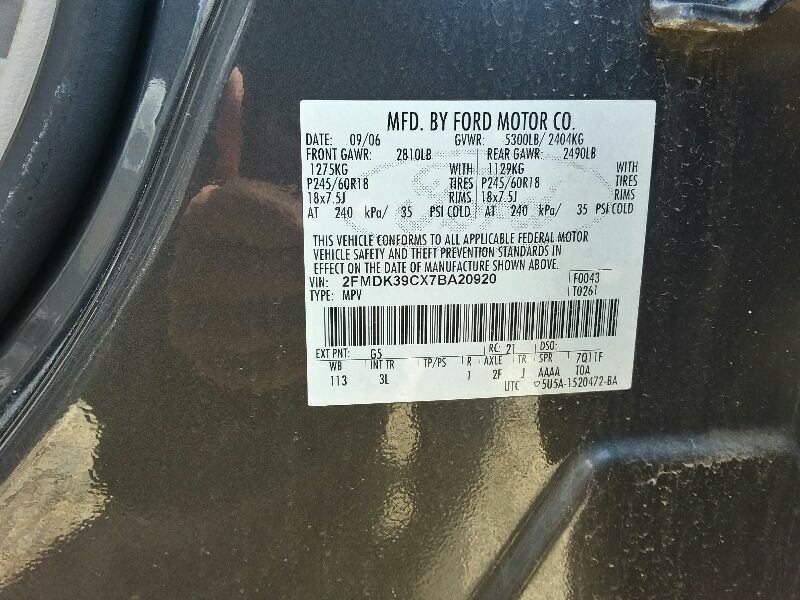 MFD. BY FORD MOTOR CO.
DATE: 09/06 GVWR: 5300LB/ 2404KG
FRONT GAWR: 2810LB REAR GAWR: 2490LB
1275KG WITH 1129KG WITH
P245/60R18 TIRES P245/60R18 TIRES
18x7.5J RIMS 18x7.5J RIMS
AT 240 kPa/ 35 PSI COLD AT 240 kPa/ 35 PSI COLD
THIS VEHICLE CONFORMS TO ALL APPLICABLE FEDERAL MOTOR
VEHICLE SAFETY AND THEFT PREVENTION STANDARDS IN
EFFECT ON THE DATE OF MANUFACTURE SHOWN ABOVE.
VIN: 2FMDK39CX7BA20920 F0043
TYPE: MPV T0261
EXT PNT: G5 RC: 21 DSO:
WB INT TR TP/PS R AXLE TR SPR 7Q11F
113 3L 1 2F J AAAA T0A
UTC 5U5A-1520472-BA